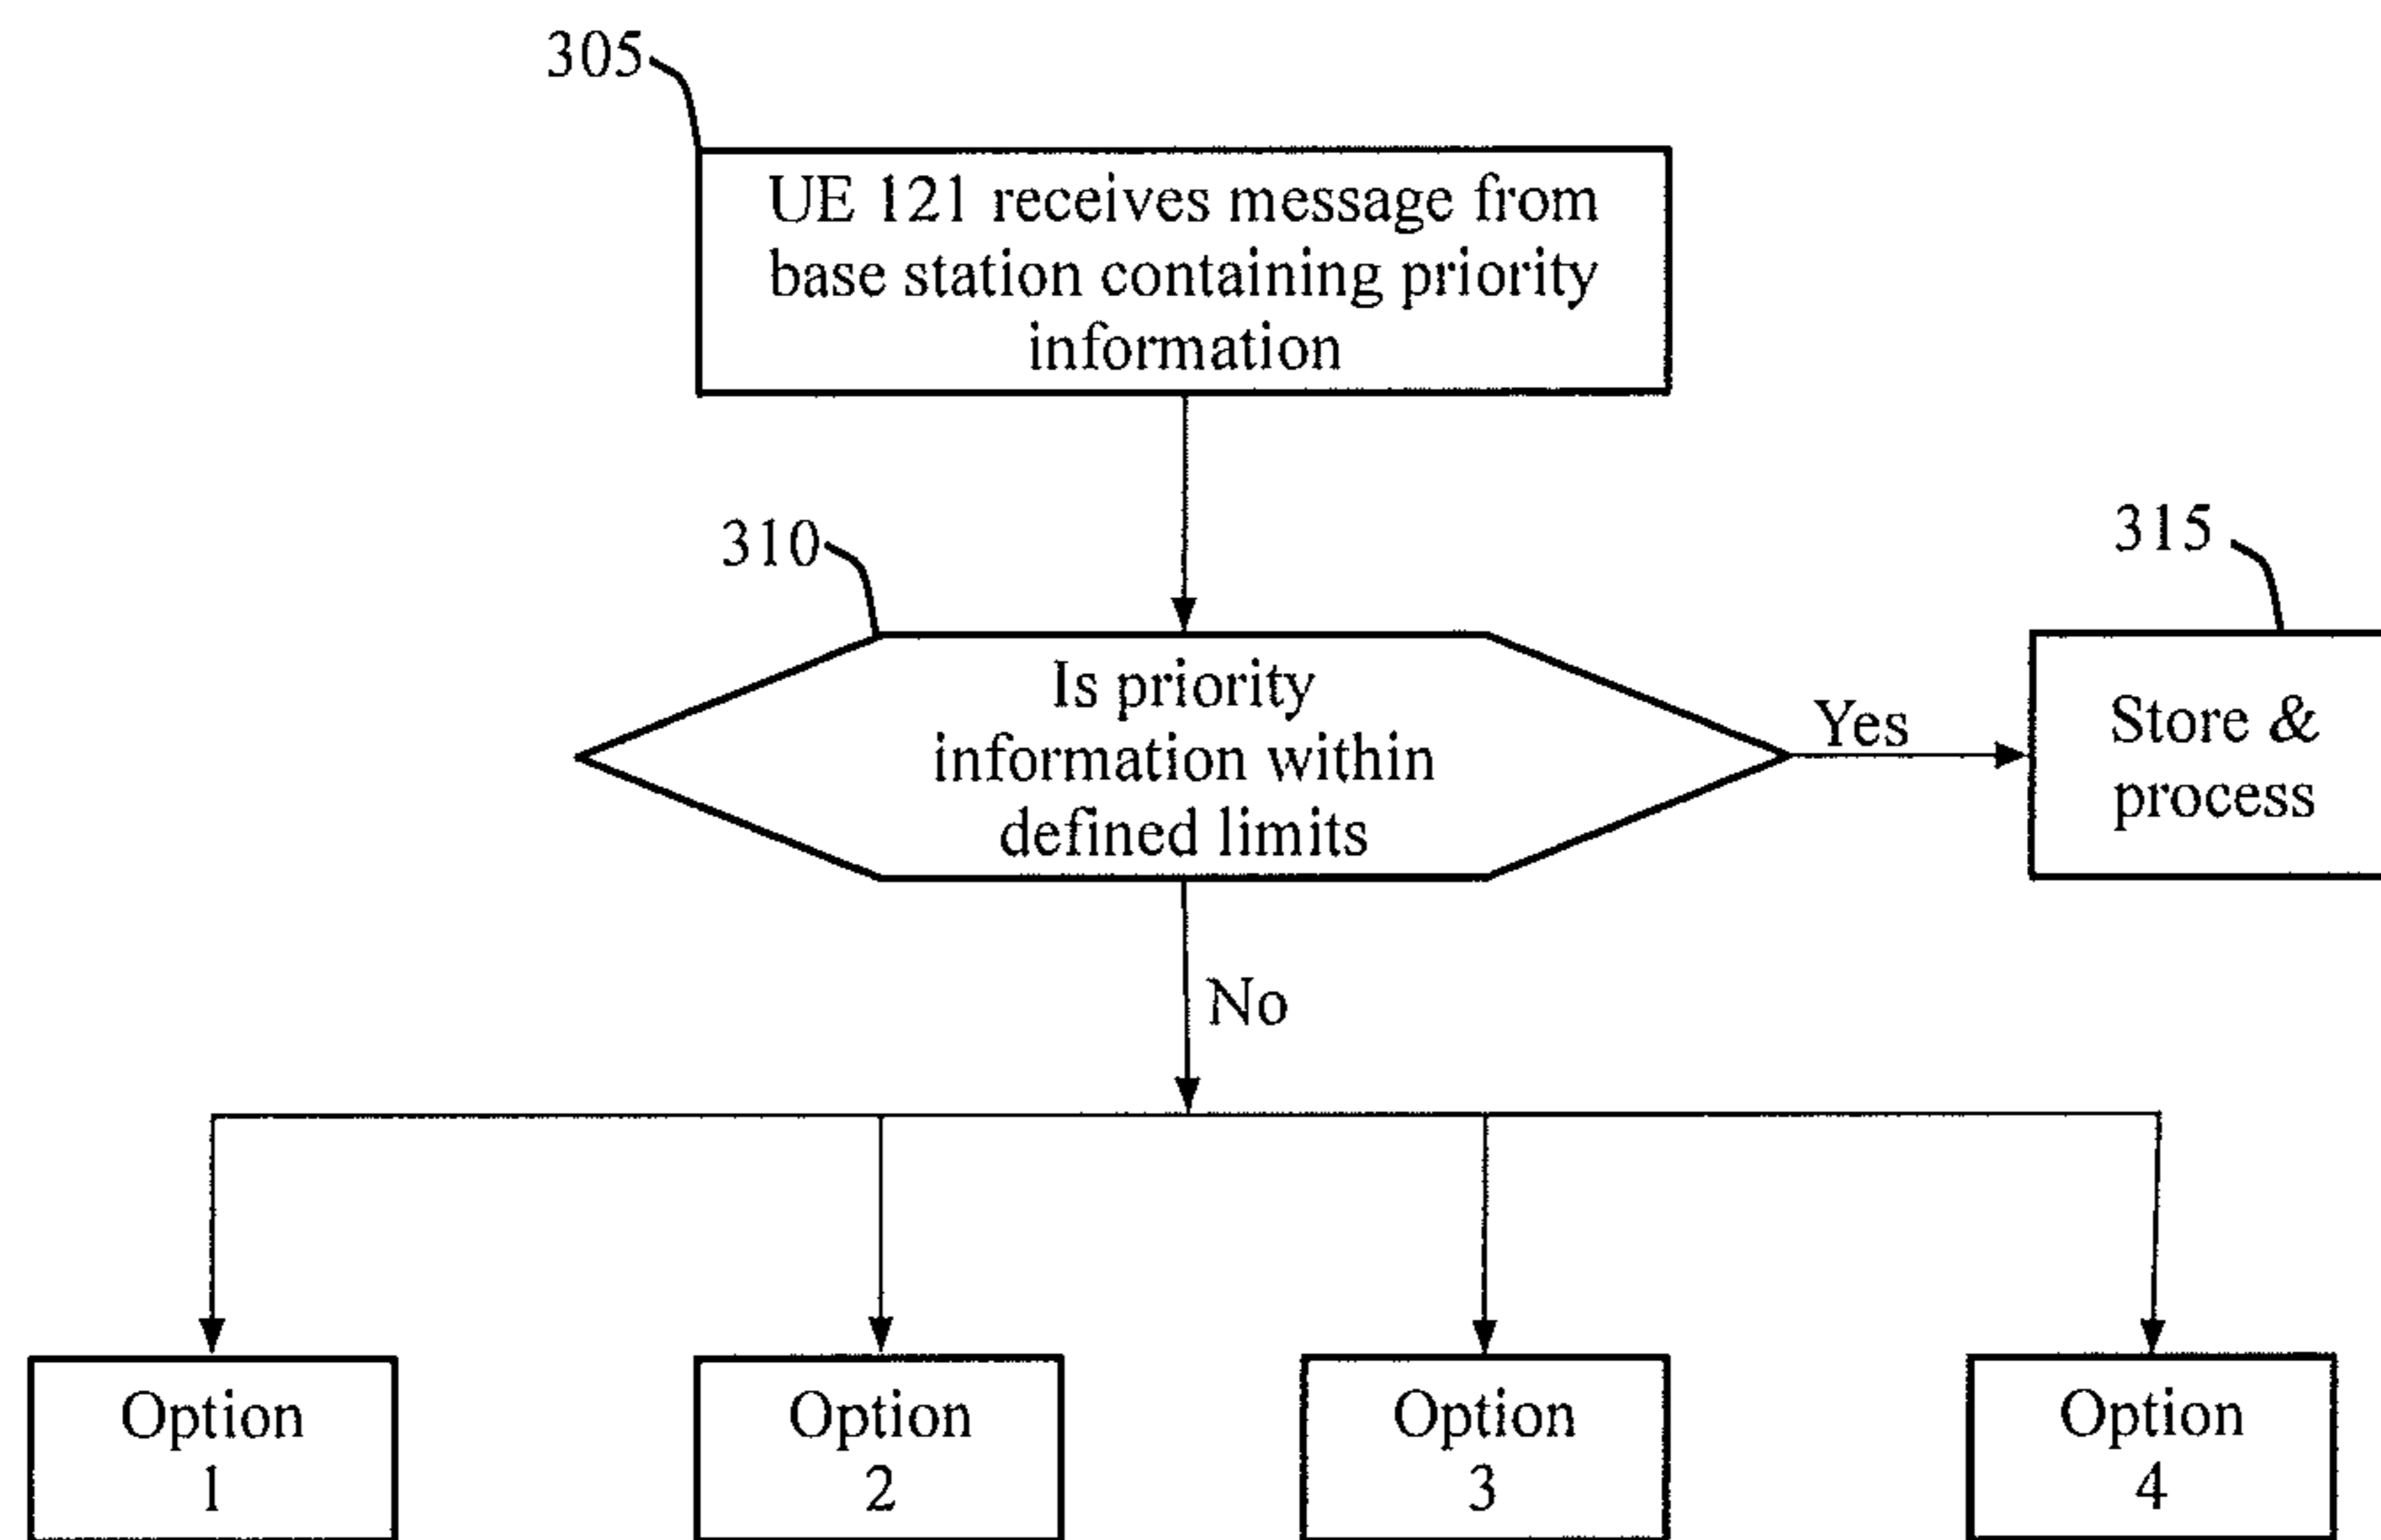 305
UE 121 receives message from
base station containing priority
information
310
315
Is priority
information within
defined limits
Yes
Store &
process
No
Option
1
Option
2
Option
3
Option
4